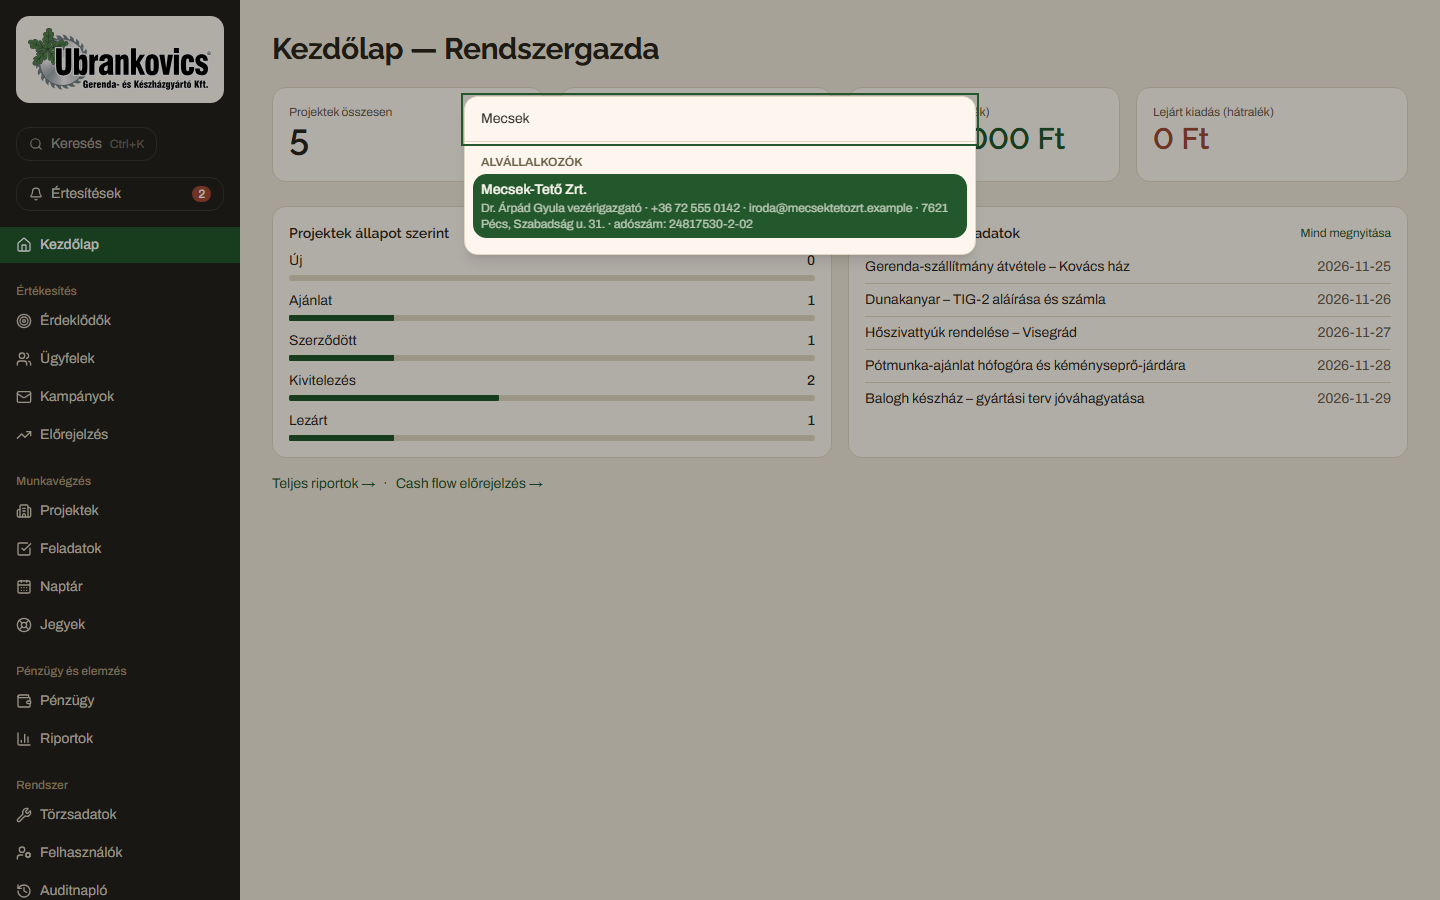 Ubrankovics®
Gerenda- és Készházgyártó Kft.
Keresés Ctrl+K
Értesítések 2
Kezdőlap
Értékesítés
Érdeklődők
Ügyfelek
Kampányok
Előrejelzés
Munkavégzés
Projektek
Feladatok
Naptár
Jegyek
Pénzügy és elemzés
Pénzügy
Riportok
Rendszer
Törzsadatok
Felhasználók
Auditnapló
Kezdőlap — Rendszergazda
Projektek összesen
5
000 Ft
Lejárt kiadás (hátralék)
0 Ft
Mecsek
ALVÁLLALKOZÓK
Mecsek-Tető Zrt.
Dr. Árpád Gyula vezérigazgató · +36 72 555 0142 · iroda@mecsektetozrt.example · 7621
Pécs, Szabadság u. 31. · adószám: 24817530-2-02
Projektek állapot szerint
Új 0
Ajánlat 1
Szerződött 1
Kivitelezés 2
Lezárt 1
adatok Mind megnyitása
Gerenda-szállítmány átvétele – Kovács ház 2026-11-25
Dunakanyar – TIG-2 aláírása és számla 2026-11-26
Hőszivattyúk rendelése – Visegrád 2026-11-27
Pótmunka-ajánlat hófogóra és kéményseprő-járdára 2026-11-28
Balogh készház – gyártási terv jóváhagyatása 2026-11-29
Teljes riportok → · Cash flow előrejelzés →